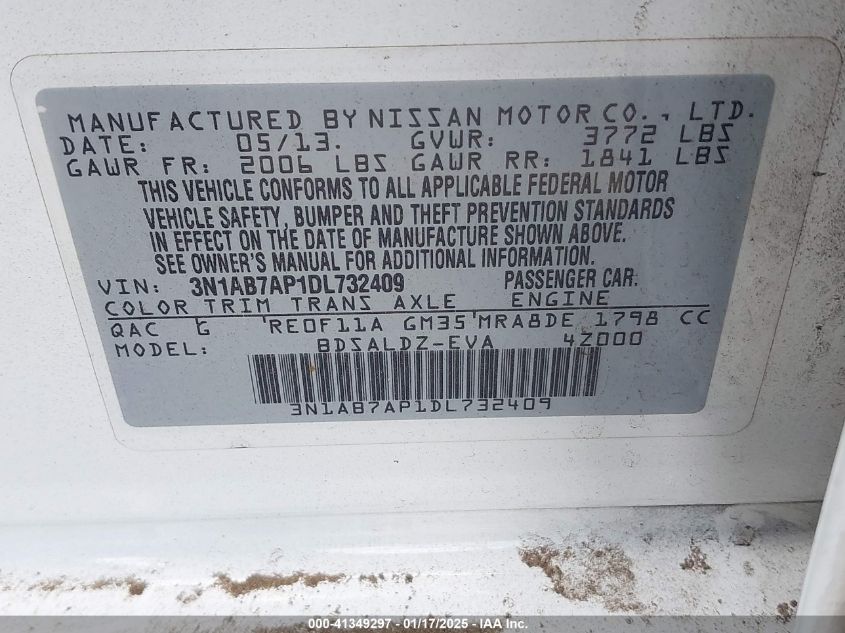 MANUFACTURED BY NISSAN MOTOR CO., LTD.
DATE: 05/13. GVWR: 3772 LBS
GAWR FR: 2006 LBS GAWR RR: 1841 LBS
THIS VEHICLE CONFORMS TO ALL APPLICABLE FEDERAL MOTOR
VEHICLE SAFETY, BUMPER AND THEFT PREVENTION STANDARDS
IN EFFECT ON THE DATE OF MANUFACTURE SHOWN ABOVE.
SEE OWNER'S MANUAL FOR ADDITIONAL INFORMATION.
VIN: 3N1AB7AP1DL732409 PASSENGER CAR.
COLOR TRIM TRANS AXLE ENGINE
QAC G 'RE0F11A GM35'MRA8DE 1798 CC
MODEL: BDSALDZ-EVA 4Z000
3N1AB7AP1DL732409
000-41349297 - 01/17/2025 - IAA Inc.